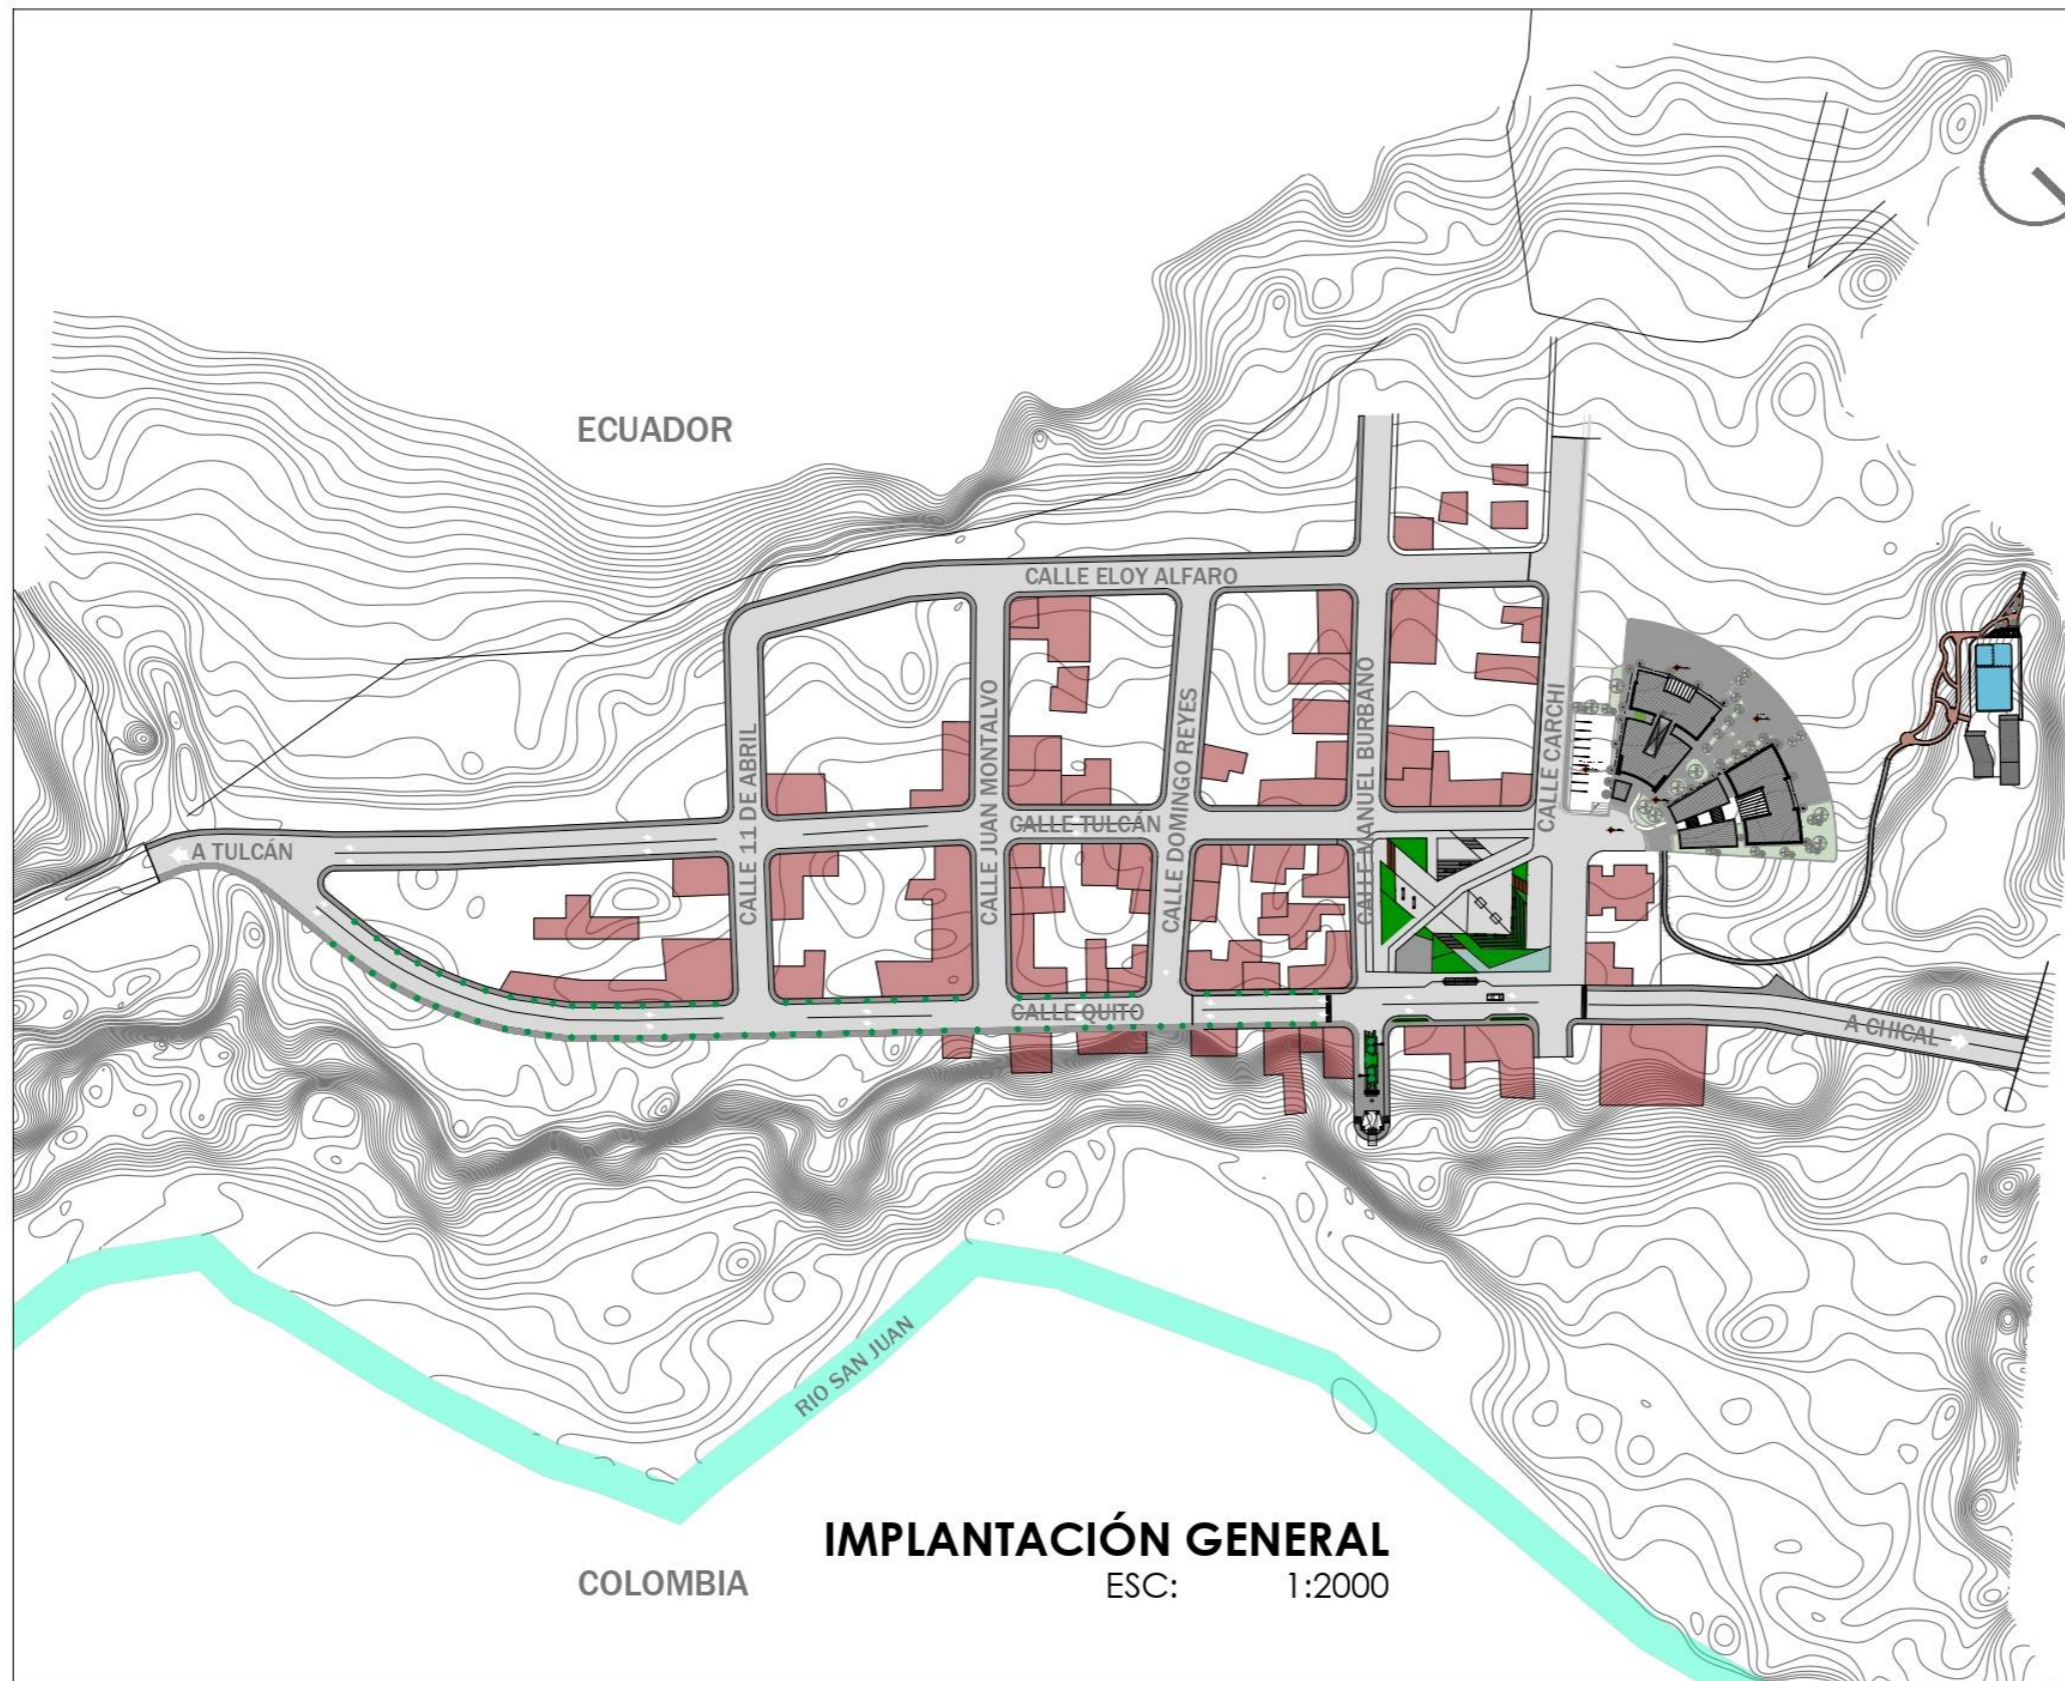 ECUADOR
CALLE ELOY ALFARO
CALLE 11 DE ABRIL
CALLE JUAN MONTALVO
CALLE DOMINGO REYES
CALLE MANUEL BURBANO
CALLE CARCHI
CALLE TULCÁN
A TULCÁN
CALLE QUITO
A CHICAL
RIO SAN JUAN
IMPLANTACIÓN GENERAL
ESC: 1:2000
COLOMBIA